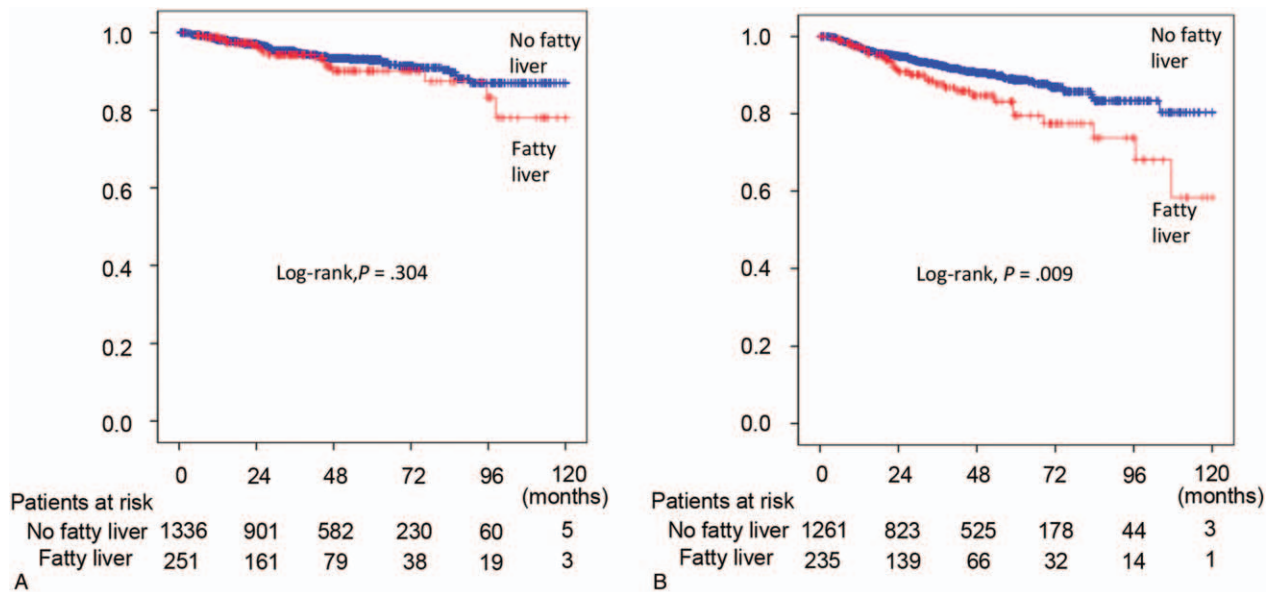 1.0
0.8
0.6
0.4
0.2
0.0
No fatty
liver
Fatty
liver
Log-rank,P = .304
0 24 48 72 96 120
(months)
Patients at risk
No fatty liver 1336 901 582 230 60 5
Fatty liver 251 161 79 38 19 3
A
1.0
0.8
0.6
0.4
0.2
0.0
No fatty
liver
Fatty
liver
Log-rank, P = .009
0 24 48 72 96 120
(months)
Patients at risk
No fatty liver 1261 823 525 178 44 3
Fatty liver 235 139 66 32 14 1
B